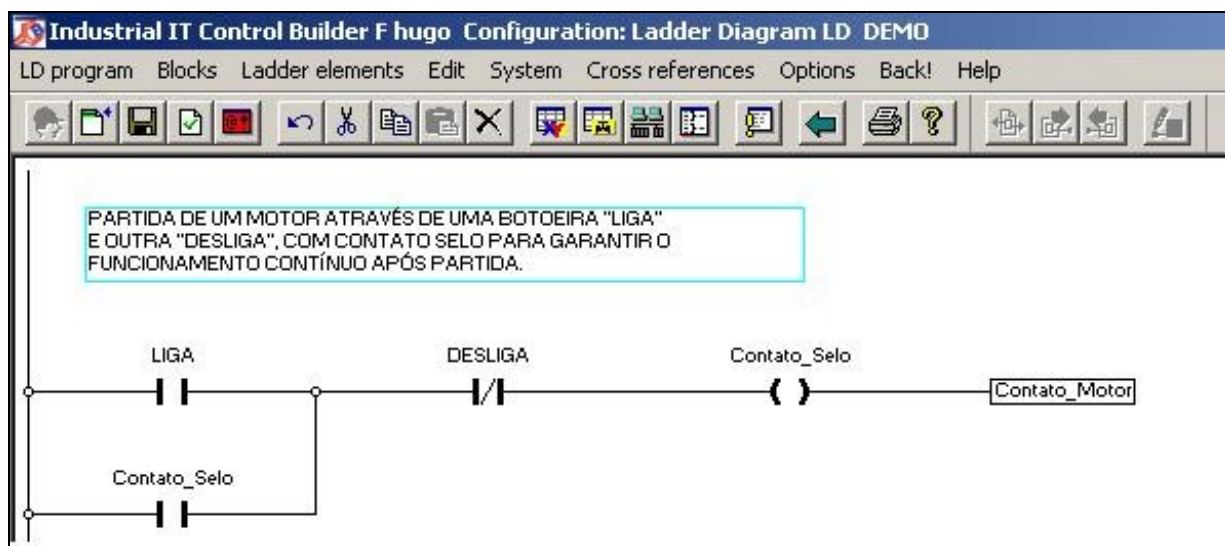 Industrial IT Control Builder F hugo Configuration: Ladder Diagram LD DEMO
LD program Blocks Ladder elements Edit System Cross references Options Back! Help
PARTIDA DE UM MOTOR ATRAVÉS DE UMA BOTOEIRA "LIGA"
E OUTRA "DESLIGA", COM CONTATO SELO PARA GARANTIR O
FUNCIONAMENTO CONTÍNUO APÓS PARTIDA.
LIGA DESLIGA Contato_Selo
Contato_Motor
Contato_Selo